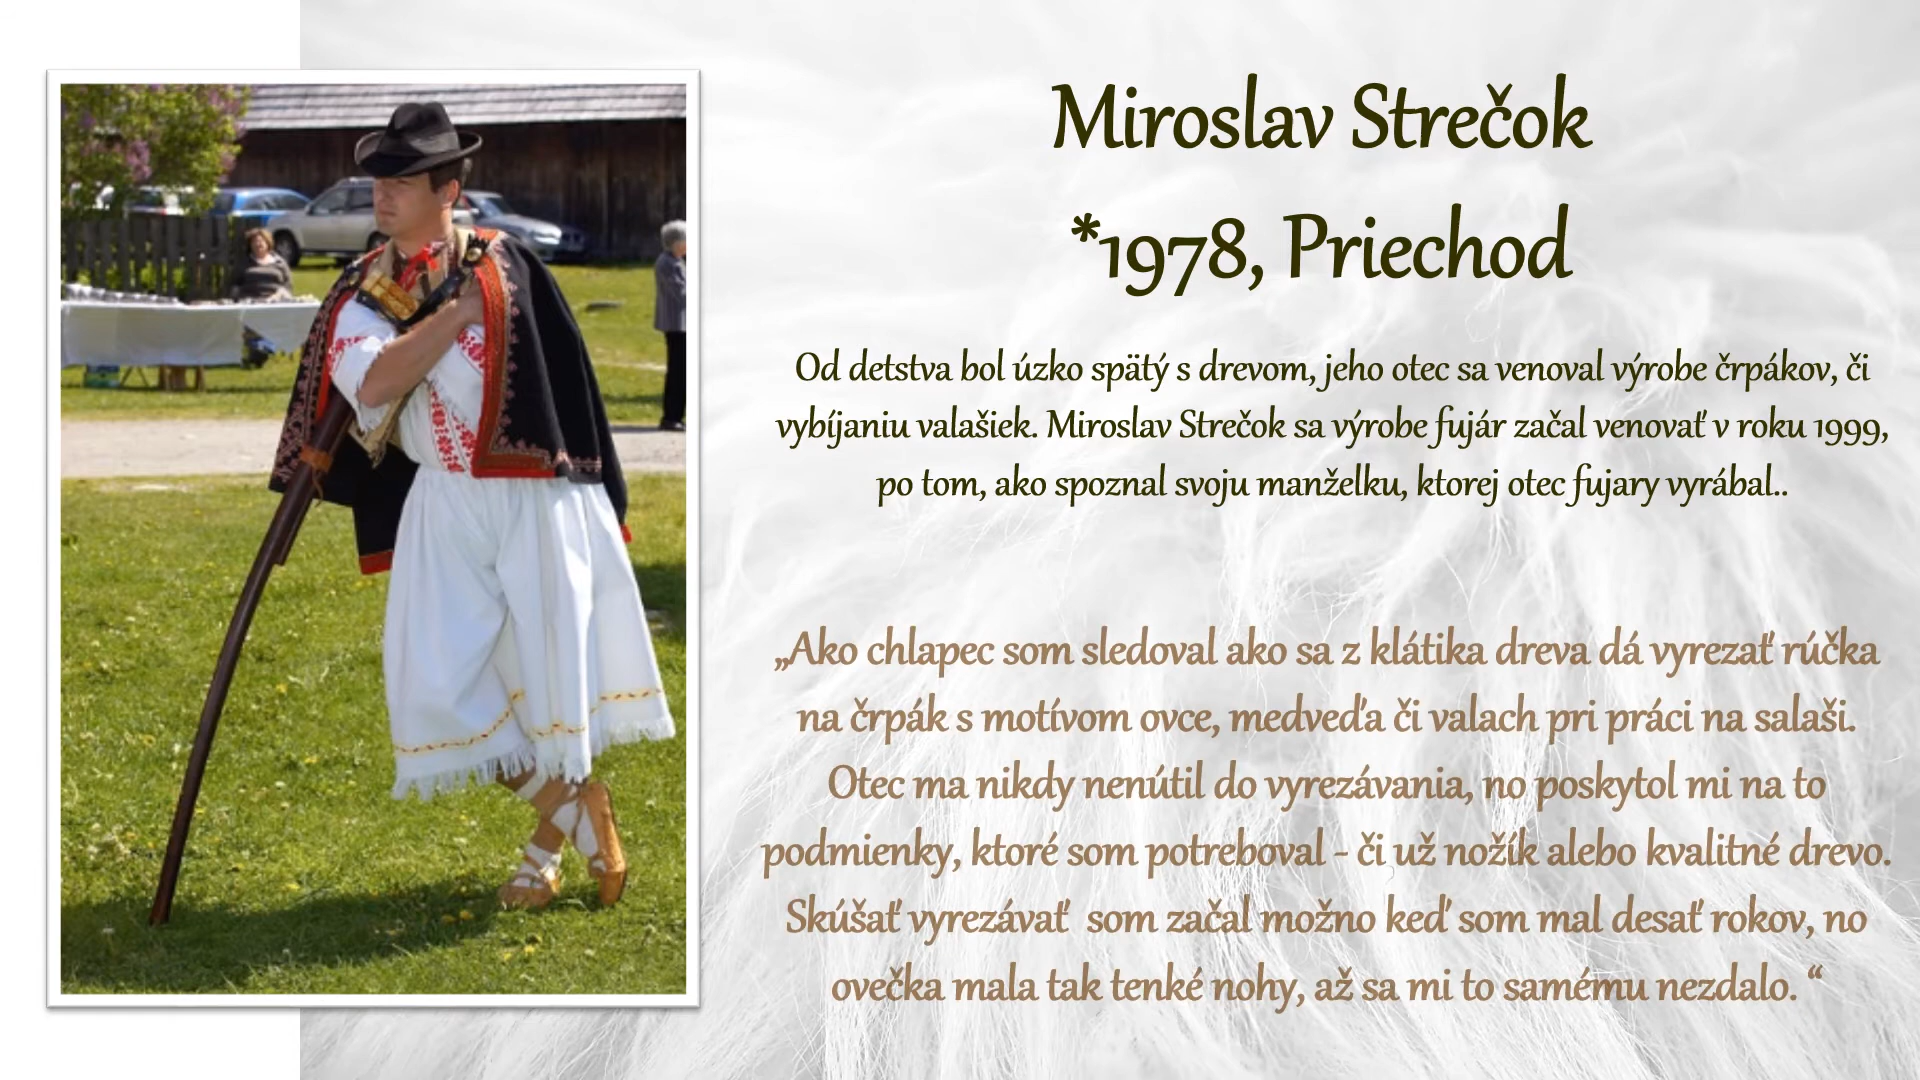 Miroslav Strečok
*1978, Priechod
Od detstva bol úzko spätý s drevom, jeho otec sa venoval výrobe črpákov, či
vybíjaniu valašiek. Miroslav Strečok sa výrobe fujár začal venovať v roku 1999,
po tom, ako spoznal svoju manželku, ktorej otec fujary vyrábal..
„Ako chlapec som sledoval ako sa z klátika dreva dá vyrezať rúčka
na črpák s motívom ovce, medveďa či valach pri práci na salaši.
Otec ma nikdy nenútil do vyrezávania, no poskytol mi na to
podmienky, ktoré som potreboval - či už nožík alebo kvalitné drevo.
Skúšať vyrezávať  som začal možno keď som mal desať rokov, no
ovečka mala tak tenké nohy, až sa mi to samému nezdalo. “